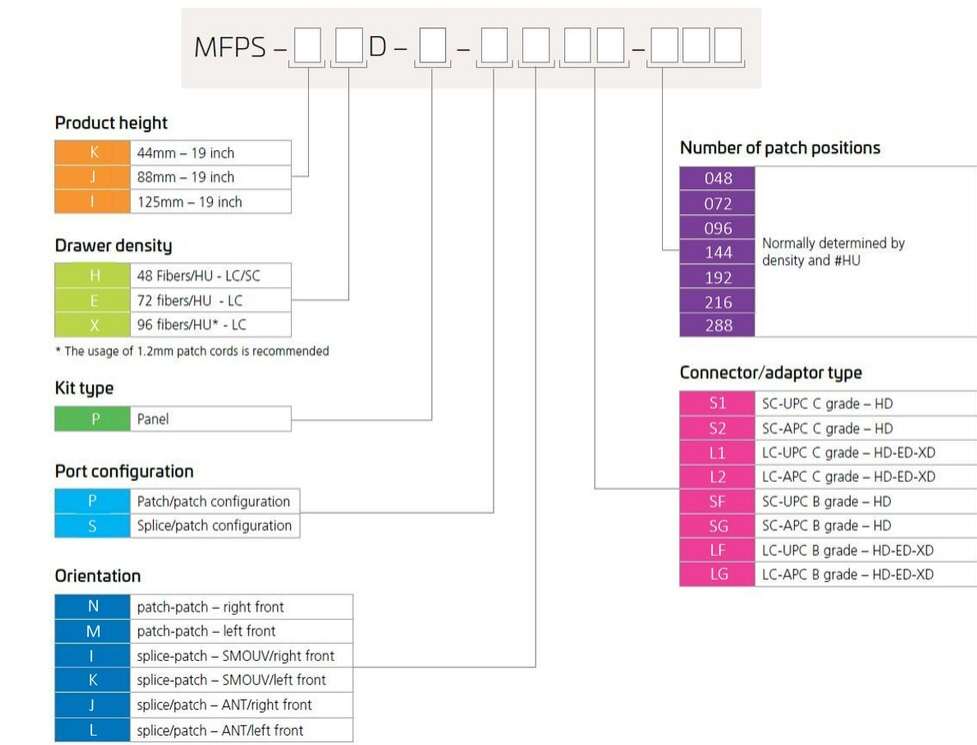 MFPS – D – – –
Product height
K 44mm – 19 inch
J 88mm – 19 inch
I 125mm – 19 inch
Drawer density
H 48 Fibers/HU - LC/SC
E 72 fibers/HU - LC
X 96 fibers/HU* - LC
* The usage of 1.2mm patch cords is recommended
Kit type
P Panel
Port configuration
P Patch/patch configuration
S Splice/patch configuration
Orientation
N patch-patch – right front
M patch-patch – left front
I splice-patch – SMOUV/right front
K splice-patch – SMOUV/left front
J splice/patch – ANT/right front
L splice/patch – ANT/left front
Number of patch positions
048
072
096
144
192
216
288
Normally determined by
density and #HU
Connector/adaptor type
S1 SC-UPC C grade – HD
S2 SC-APC C grade – HD
L1 LC-UPC C grade – HD-ED-XD
L2 LC-APC C grade – HD-ED-XD
SF SC-UPC B grade – HD
SG SC-APC B grade – HD
LF LC-UPC B grade – HD-ED-XD
LG LC-APC B grade – HD-ED-XD